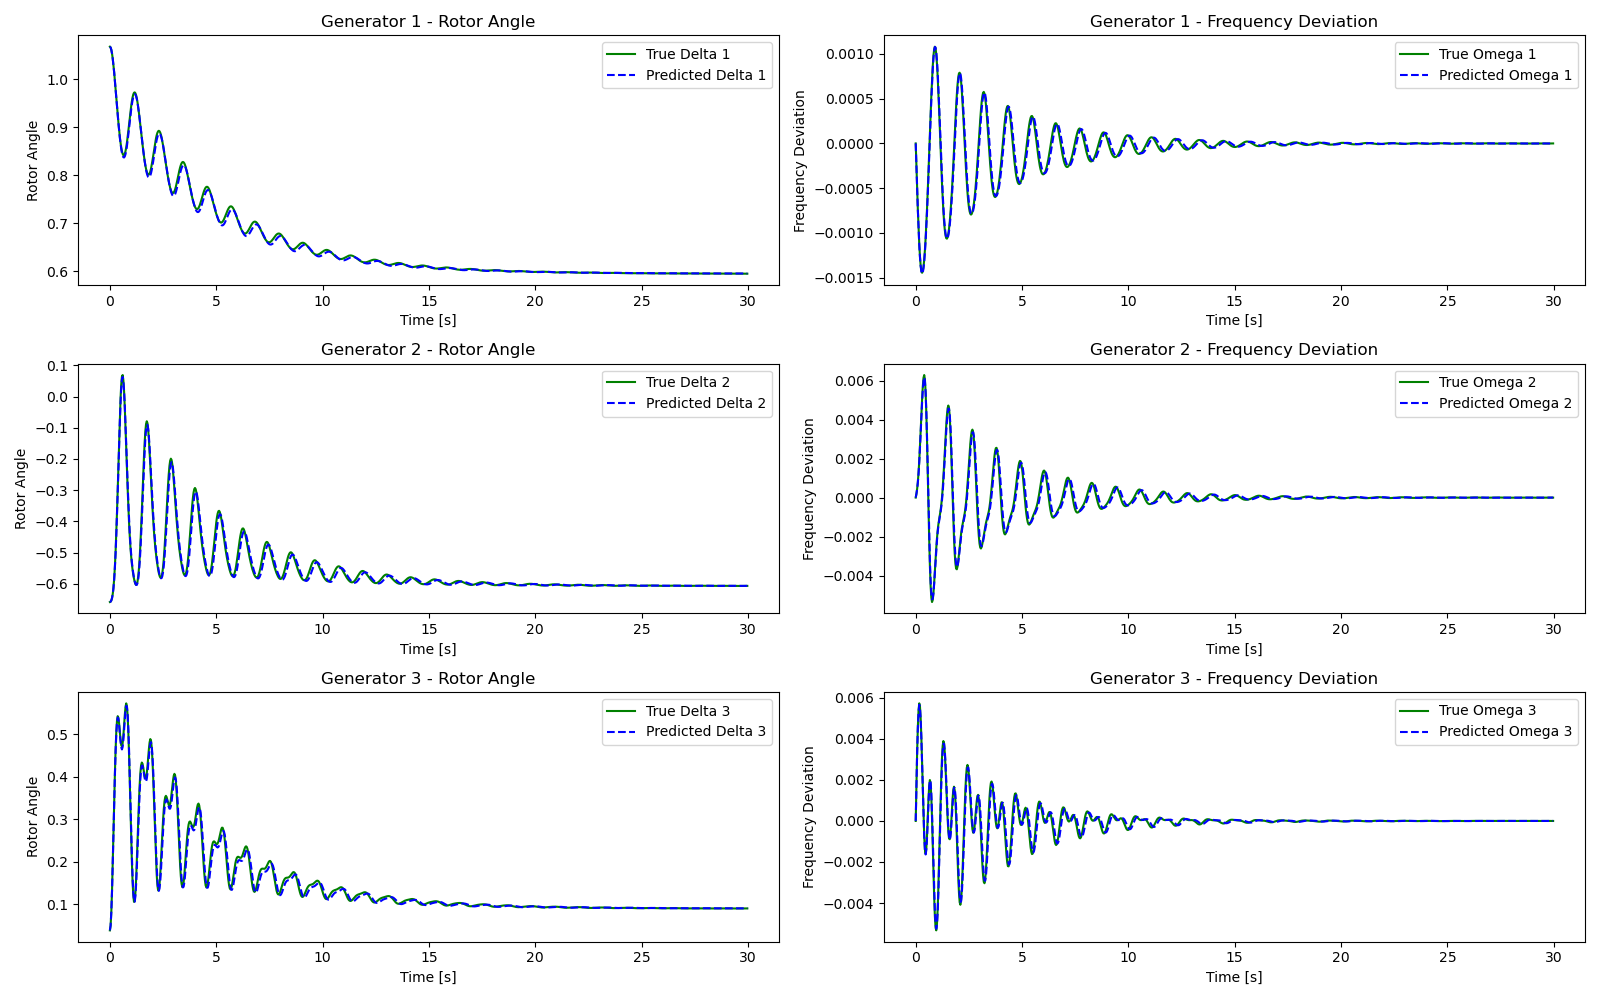 Generator 1 - Rotor Angle
True Delta 1
Predicted Delta 1
Rotor Angle
1.0
0.9
0.8
0.7
0.6
0 5 10 15 20 25 30
Time [s]
Generator 1 - Frequency Deviation
True Omega 1
Predicted Omega 1
Frequency Deviation
0.0010
0.0005
0.0000
−0.0005
−0.0010
−0.0015
0 5 10 15 20 25 30
Time [s]
Generator 2 - Rotor Angle
True Delta 2
Predicted Delta 2
Rotor Angle
0.1
0.0
−0.1
−0.2
−0.3
−0.4
−0.5
−0.6
0 5 10 15 20 25 30
Time [s]
Generator 2 - Frequency Deviation
True Omega 2
Predicted Omega 2
Frequency Deviation
0.006
0.004
0.002
0.000
−0.002
−0.004
0 5 10 15 20 25 30
Time [s]
Generator 3 - Rotor Angle
True Delta 3
Predicted Delta 3
Rotor Angle
0.5
0.4
0.3
0.2
0.1
0 5 10 15 20 25 30
Time [s]
Generator 3 - Frequency Deviation
True Omega 3
Predicted Omega 3
Frequency Deviation
0.006
0.004
0.002
0.000
−0.002
−0.004
0 5 10 15 20 25 30
Time [s]